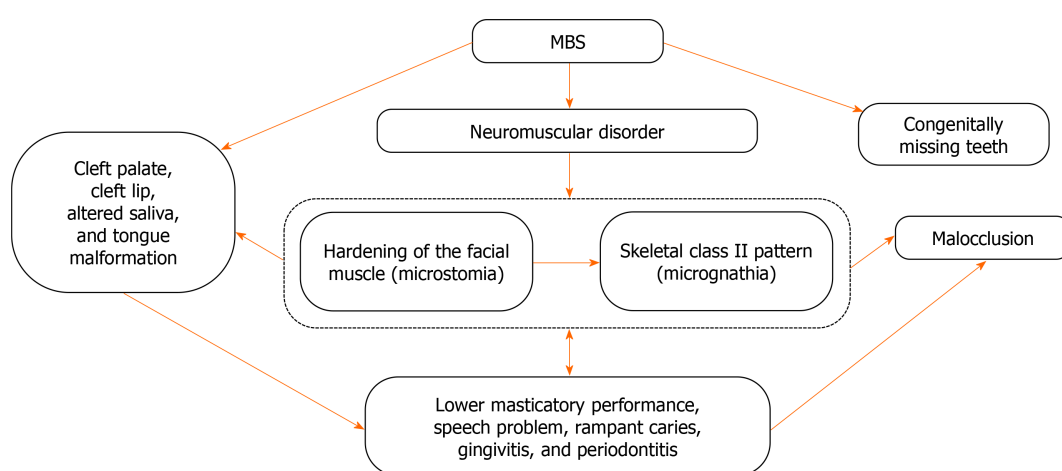 MBS
Neuromuscular disorder
Congenitally
missing teeth
Cleft palate,
cleft lip,
altered saliva,
and tongue
malformation
Hardening of the facial
muscle (microstomia)
Skeletal class II pattern
(micrognathia)
Malocclusion
Lower masticatory performance,
speech problem, rampant caries,
gingivitis, and periodontitis